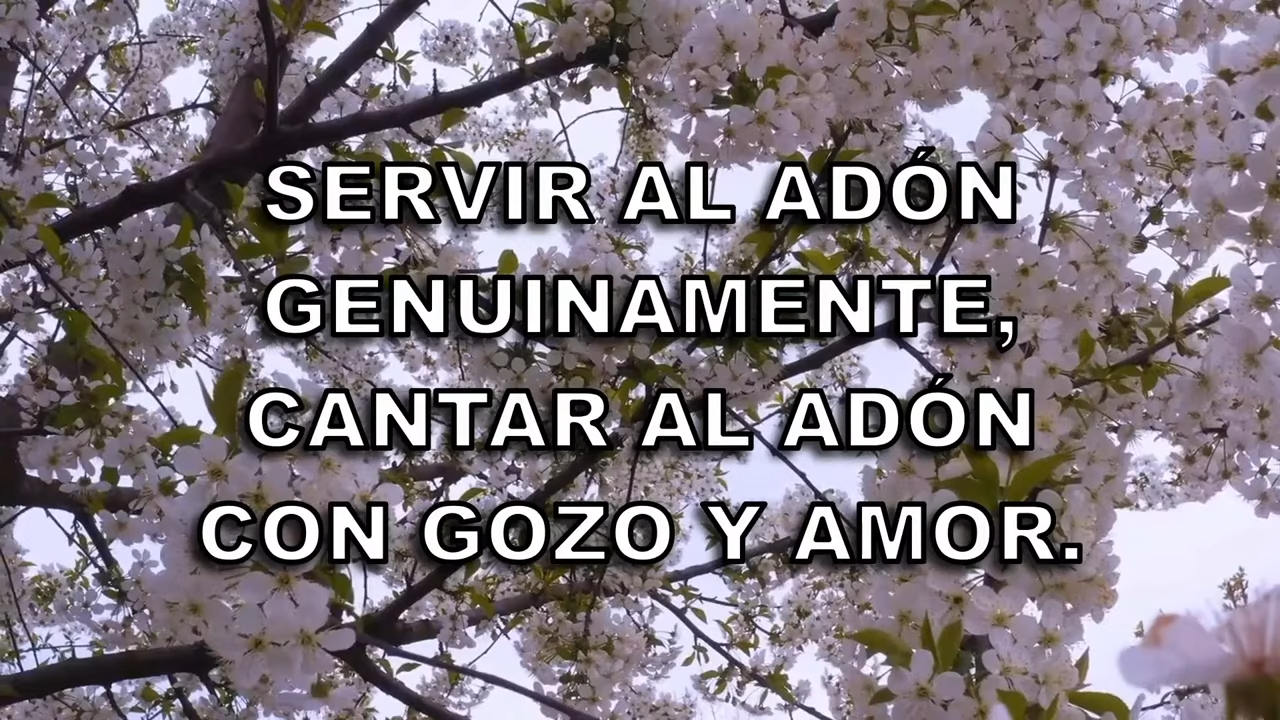 SERVIR AL ADÓN
GENUINAMENTE,
CANTAR AL ADÓN
CON GOZO Y AMOR.